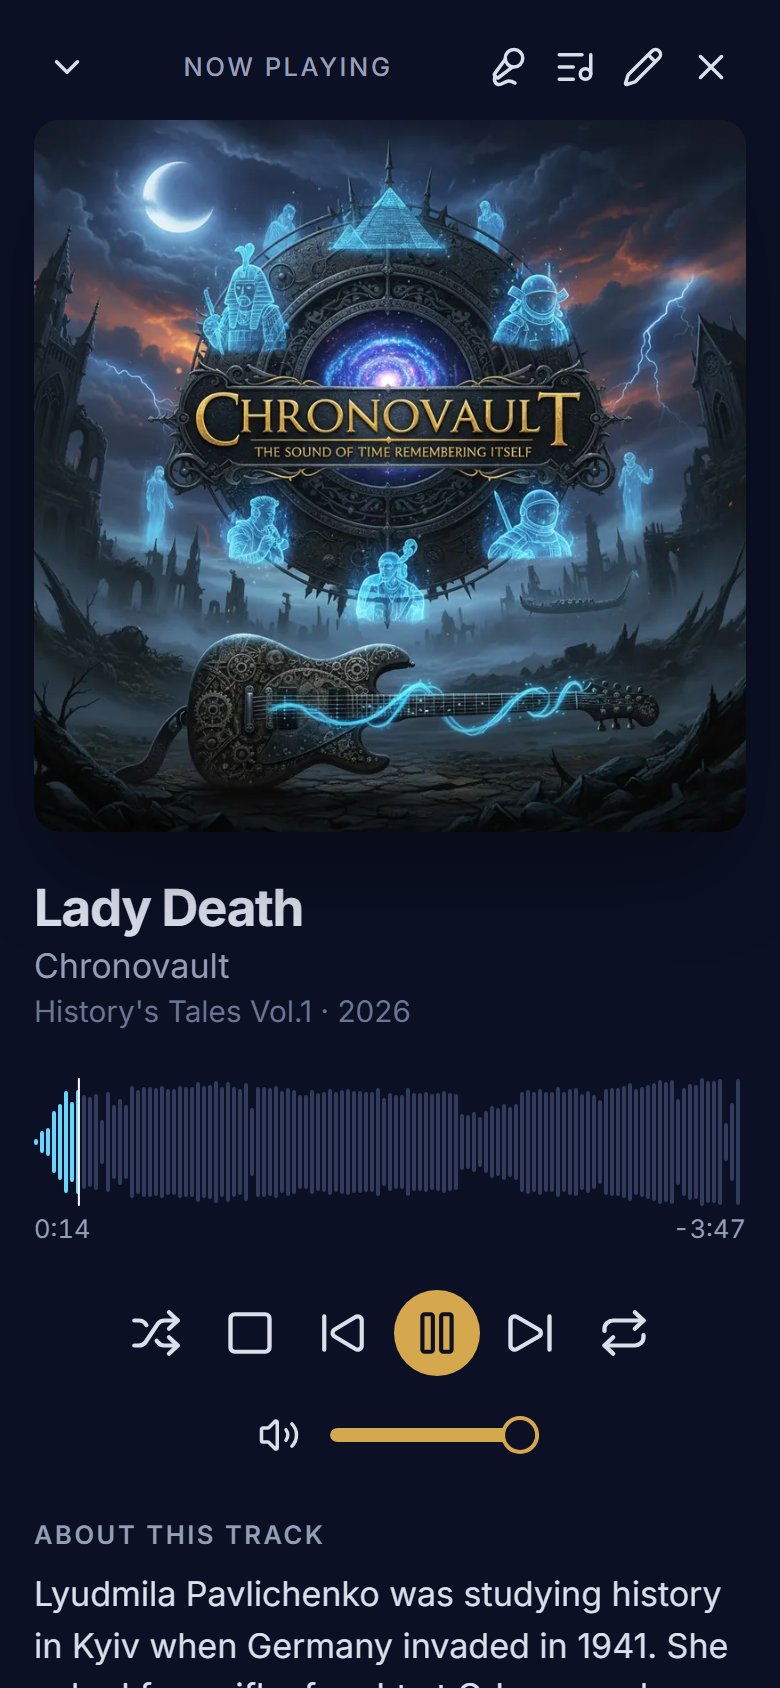 NOW PLAYING
CHRONOVAULT
THE SOUND OF TIME REMEMBERING ITSELF
Lady Death
Chronovault
History's Tales Vol.1 · 2026
0:14
-3:47
ABOUT THIS TRACK
Lyudmila Pavlichenko was studying history
in Kyiv when Germany invaded in 1941. She